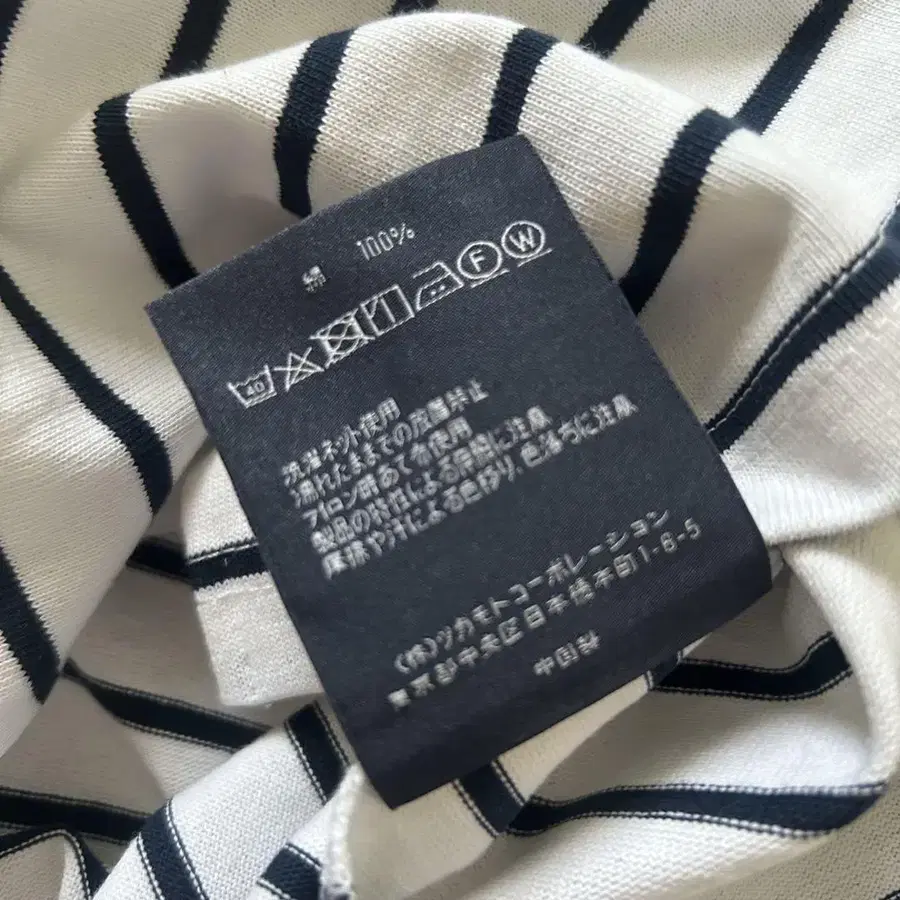 綿 100%
40 F W
洗濯ネット使用
濡れたままでの放置禁止
アイロン時あて布使用
製品の特性による伸縮に注意
摩擦や汗による色移り,色落ちに注意
(株)ツカモトコーポレーション
東京都中央区日本橋本町1-6-5
中国製